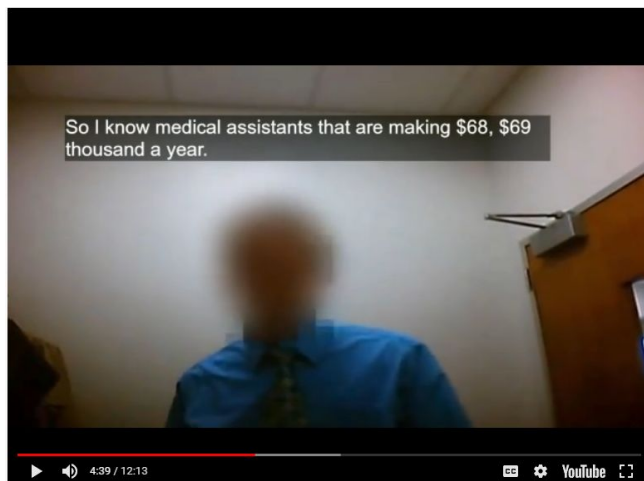 So I know medical assistants that are making $68, $69
thousand a year.
4:39 / 12:13
CC
YouTube